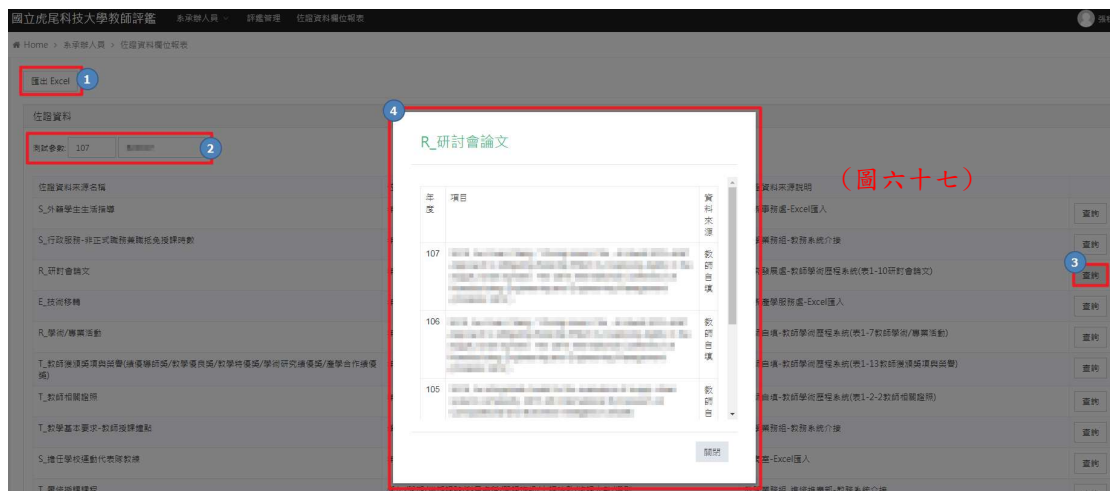 國立虎尾科技大學教師評鑑 系承辦人員 評鑑管理 佐證資料欄位報表
Home > 系承辦人員 > 佐證資料欄位報表
匯出 Excel 1
佐證資料
4
測試參數: 107 2
R_研討會論文
(圖六十七)
佐證資料來源名稱
資料來源說明
年度 項目 資料來源
S_外籍學生生活指導
事務處-Excel匯入 查詢
S_行政服務-非正式職務兼職抵免授課時數
業務組-教務系統介接 查詢
107 教師自填
3
R_研討會論文
發展處-教師學術歷程系統(表1-10研討會論文) 查詢
E_技術移轉
產學服務處-Excel匯入 查詢
106 教師自填
R_學術/專業活動
自填-教師學術歷程系統(表1-7教師學術/專業活動) 查詢
T_教師獲頒獎項與榮譽(績優導師獎/教學優良獎/教學特優獎/學術研究績優獎/產學合作績優獎)
自填-教師學術歷程系統(表1-13教師獲頒獎項與榮譽) 查詢
105 教師自
T_教師相關證照
自填-教師學術歷程系統(表1-2-2教師相關證照) 查詢
T_教學基本要求-教師授課鐘點
業務組-教務系統介接 查詢
關閉
S_擔任學校運動代表隊教練
室-Excel匯入 查詢